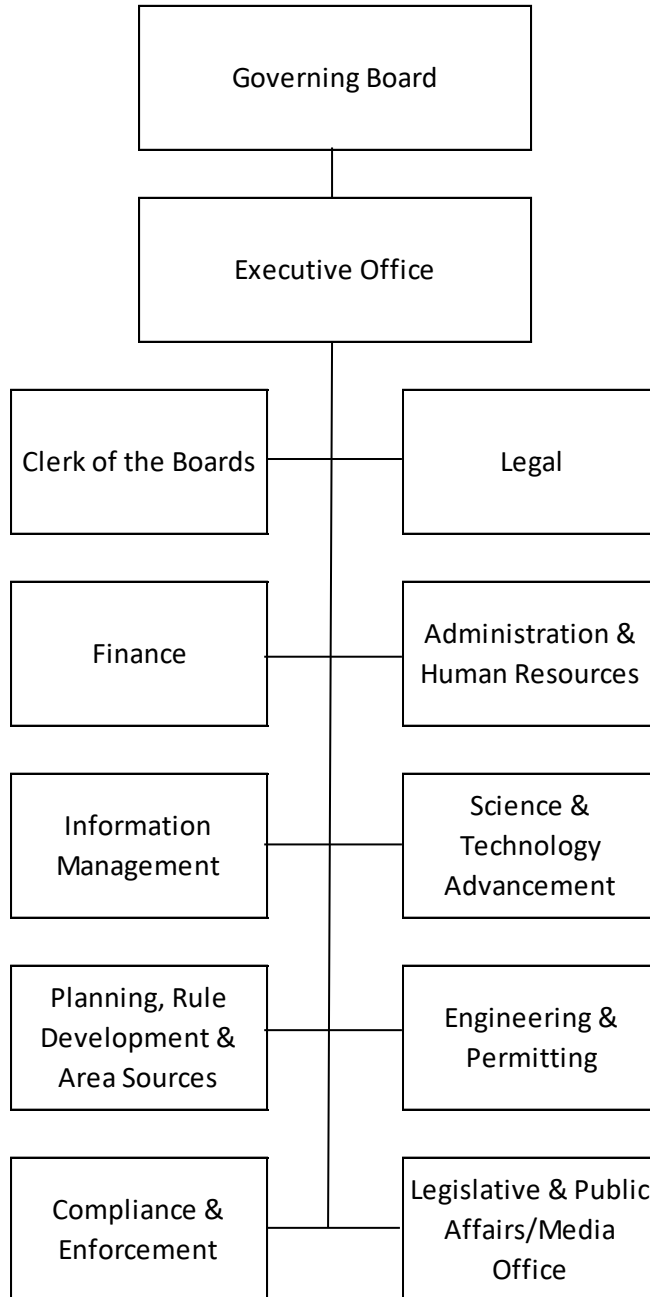 Governing Board
Executive Office
Clerk of the Boards
Legal
Finance
Administration &
Human Resources
Information
Management
Science &
Technology
Advancement
Planning, Rule
Development &
Area Sources
Engineering &
Permitting
Compliance &
Enforcement
Legislative & Public
Affairs/Media
Office